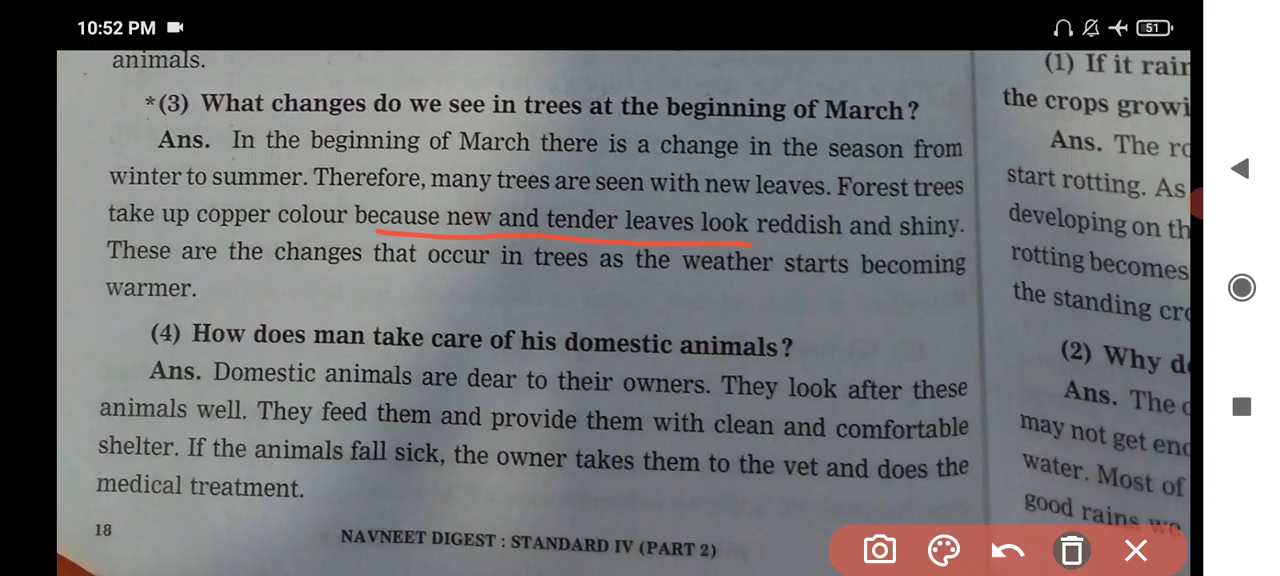 10:52 PM
51
animals.
*(3) What changes do we see in trees at the beginning of March?
Ans. In the beginning of March there is a change in the season from
winter to summer. Therefore, many trees are seen with new leaves. Forest trees
take up copper colour because new and tender leaves look reddish and shiny.
These are the changes that occur in trees as the weather starts becoming
warmer.
(4) How does man take care of his domestic animals?
Ans. Domestic animals are dear to their owners. They look after these
animals well. They feed them and provide them with clean and comfortable
shelter. If the animals fall sick, the owner takes them to the vet and does the
medical treatment.
18
NAVNEET DIGEST : STANDARD IV (PART 2)
(1) If it
the crops
Ans. The
start rotting. As
developing on
rotting becomes
the standing
(2) Why
Ans. The
may not get
water. Most of
good rains